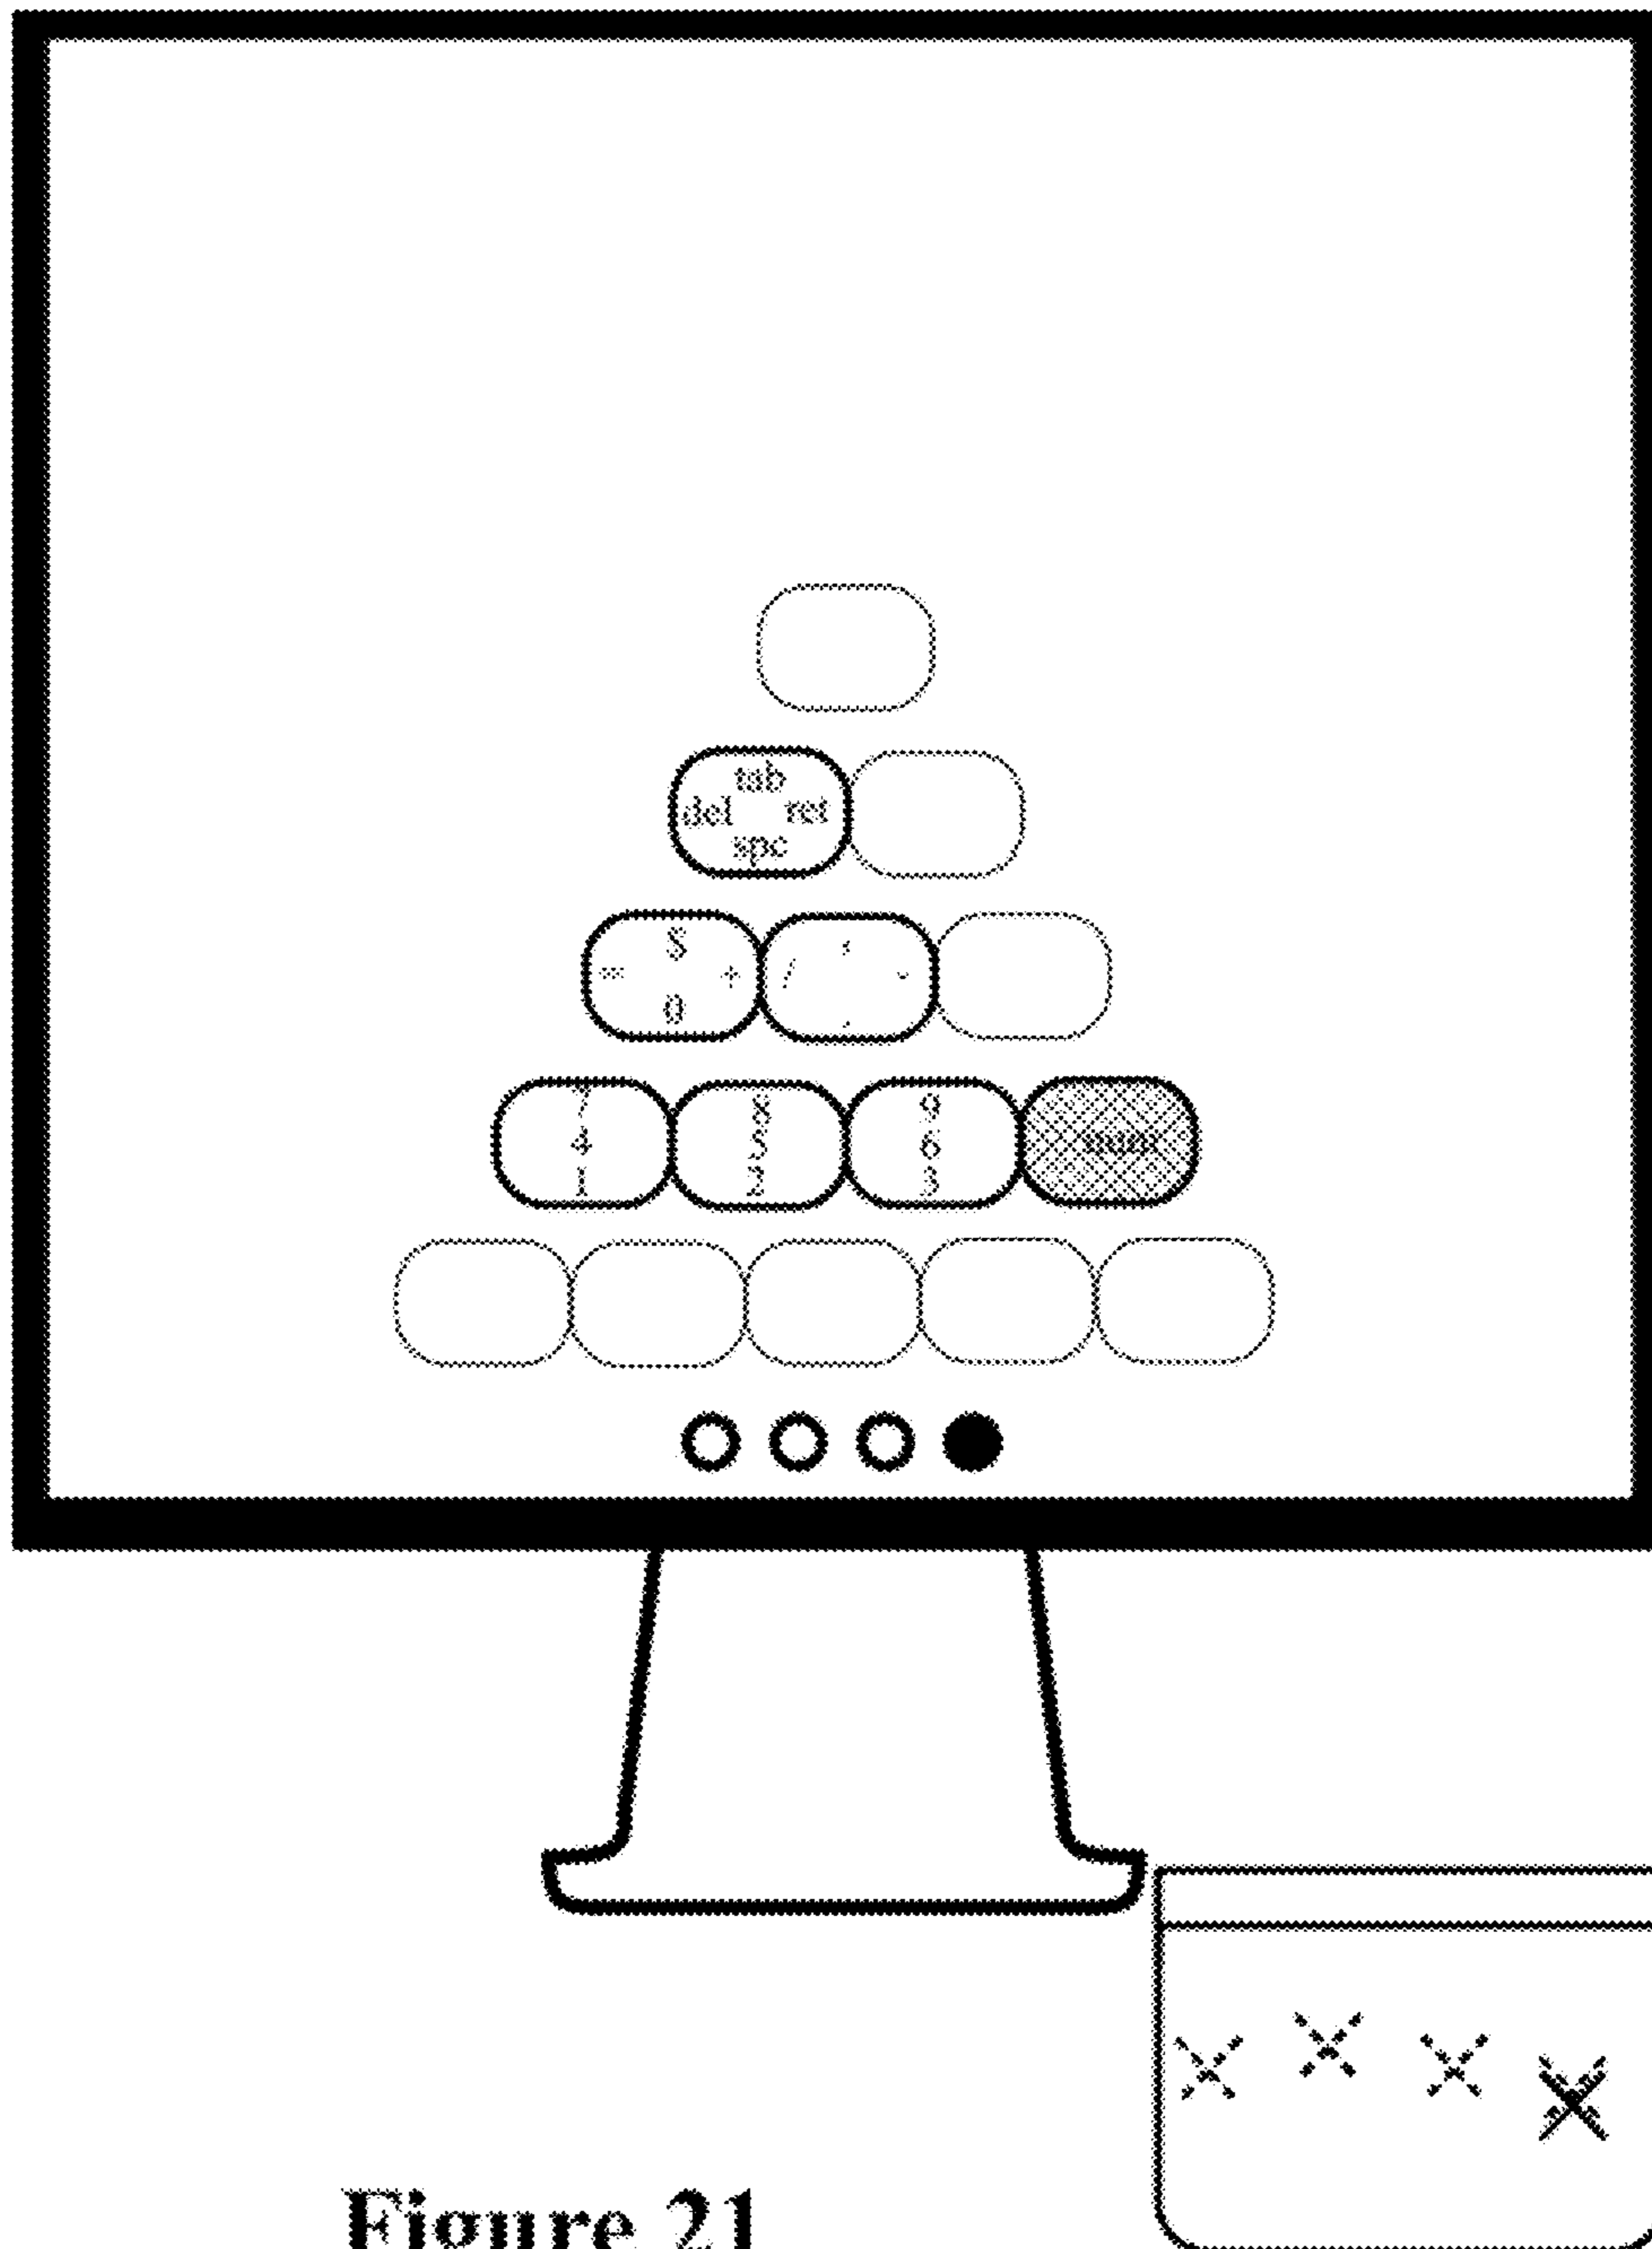 tab
del ret
spc
$
= + / -
0
7 8 9
4 5 6
1 2 3
Figure 21